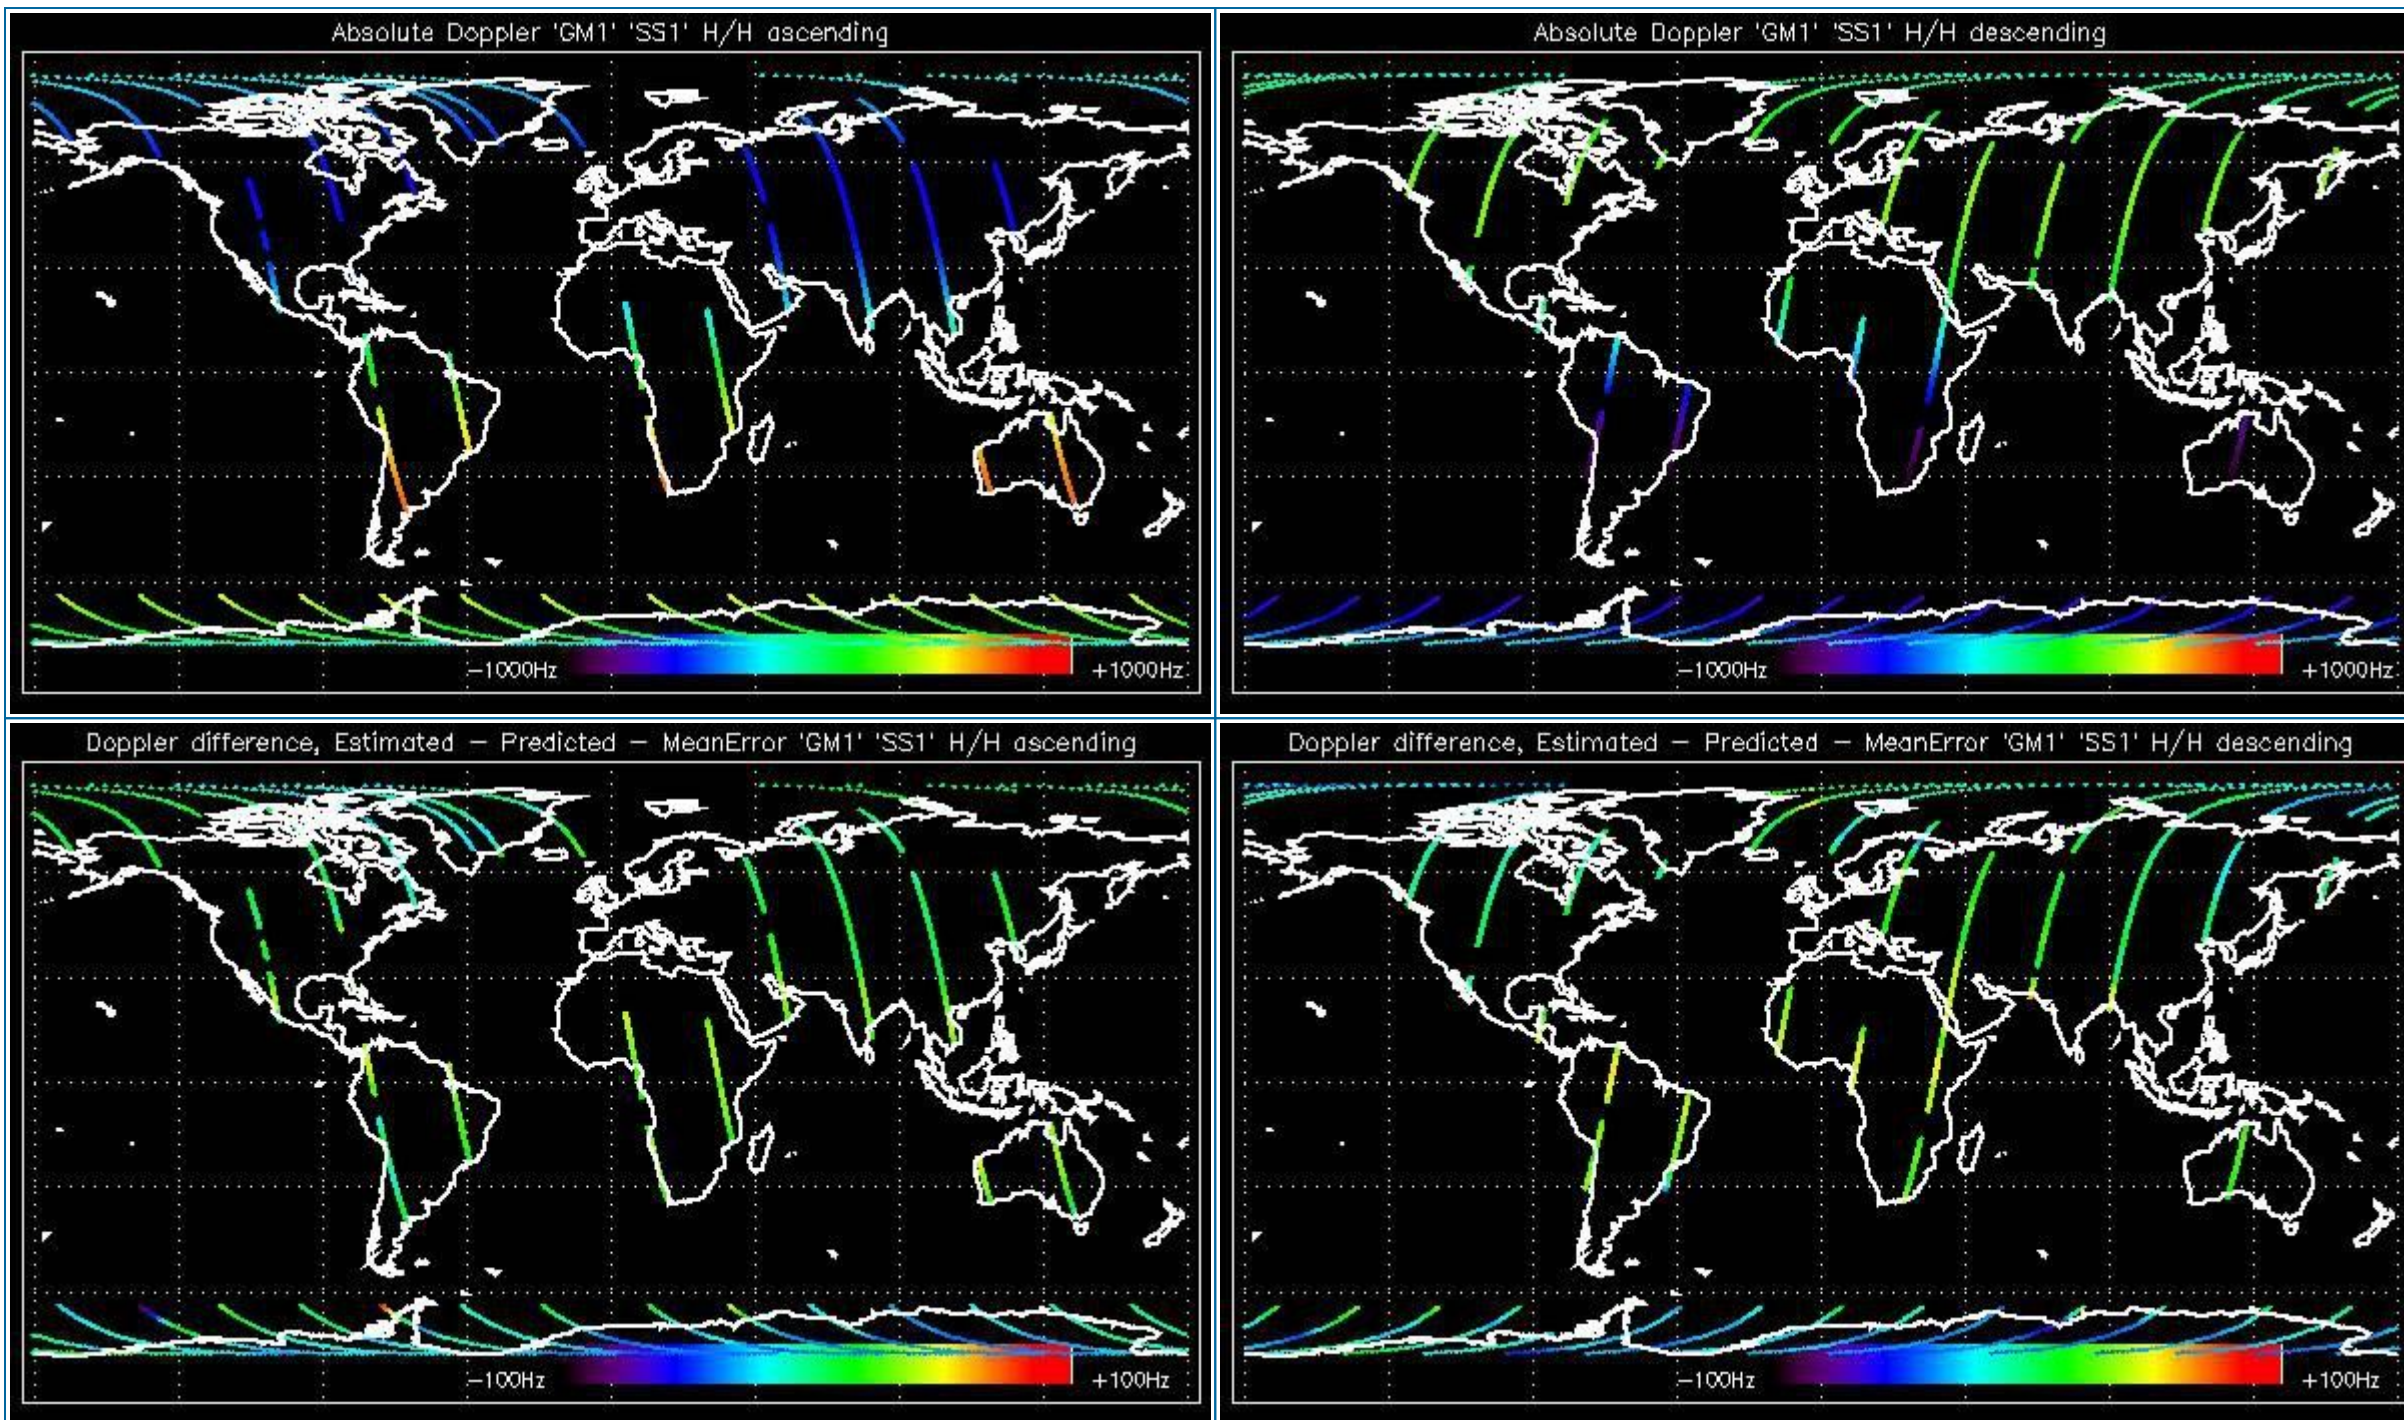 Absolute Doppler 'GM1' 'SS1' H/H ascending
-1000Hz
+1000Hz
Absolute Doppler 'GM1' 'SS1' H/H descending
-1000Hz
+1000Hz
Doppler difference, Estimated - Predicted - MeanError 'GM1' 'SS1' H/H ascending
-100Hz
+100Hz
Doppler difference, Estimated - Predicted - MeanError 'GM1' 'SS1' H/H descending
-100Hz
+100Hz